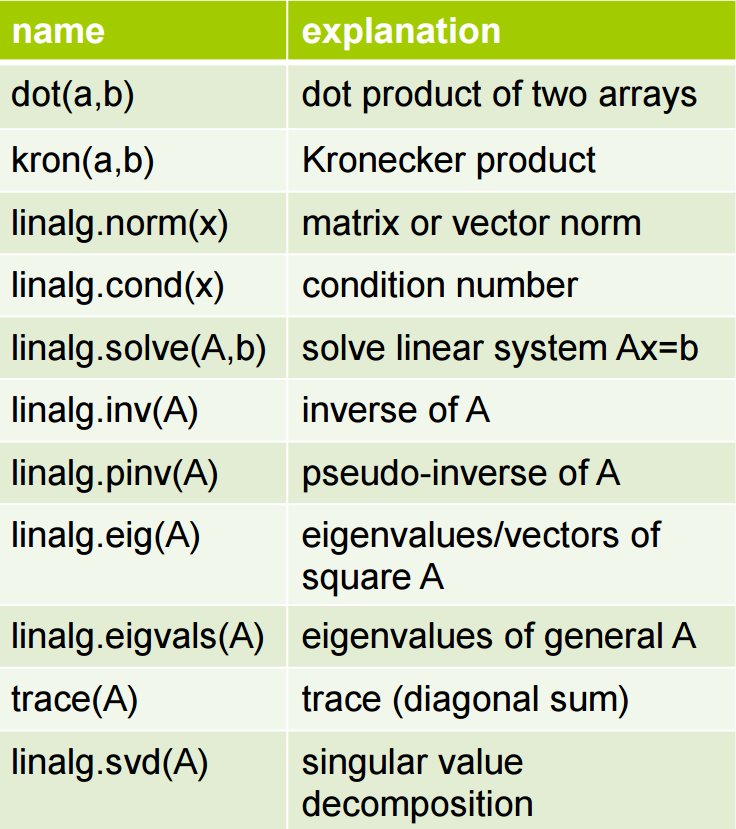 name explanation
dot(a,b) dot product of two arrays
kron(a,b) Kronecker product
linalg.norm(x) matrix or vector norm
linalg.cond(x) condition number
linalg.solve(A,b) solve linear system Ax=b
linalg.inv(A) inverse of A
linalg.pinv(A) pseudo-inverse of A
linalg.eig(A) eigenvalues/vectors of
square A
linalg.eigvals(A) eigenvalues of general A
trace(A) trace (diagonal sum)
linalg.svd(A) singular value
decomposition